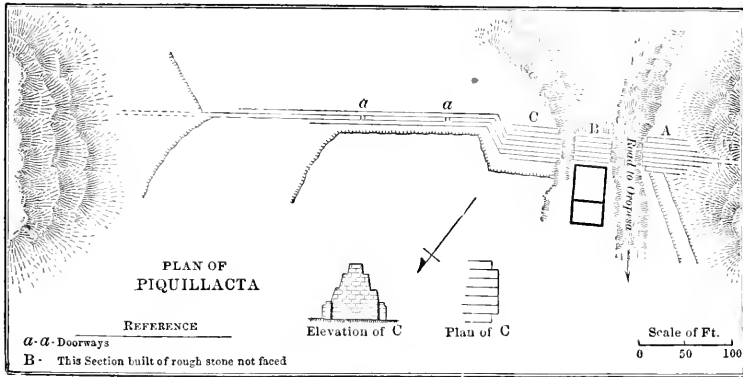 a
a
C
B
A
Road to Oropesa
PLAN OF
PIQUILLACTA
REFERENCE
a-a-Doorways
B - This Section built of rough stone not faced
Elevation of C
Plan of C
Scale of Ft.
0 50 100